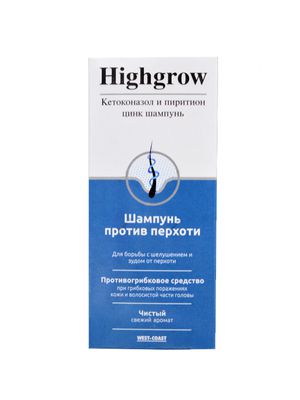 Highgrow
Кетоконазол и пиритион
цинк шампунь
Шампунь
против перхоти
Для борьбы с шелушением и
зудом от перхоти
Противогрибковое средство
при грибковых поражениях
кожи и волосистой части головы
Чистый
свежий аромат
WEST-COAST